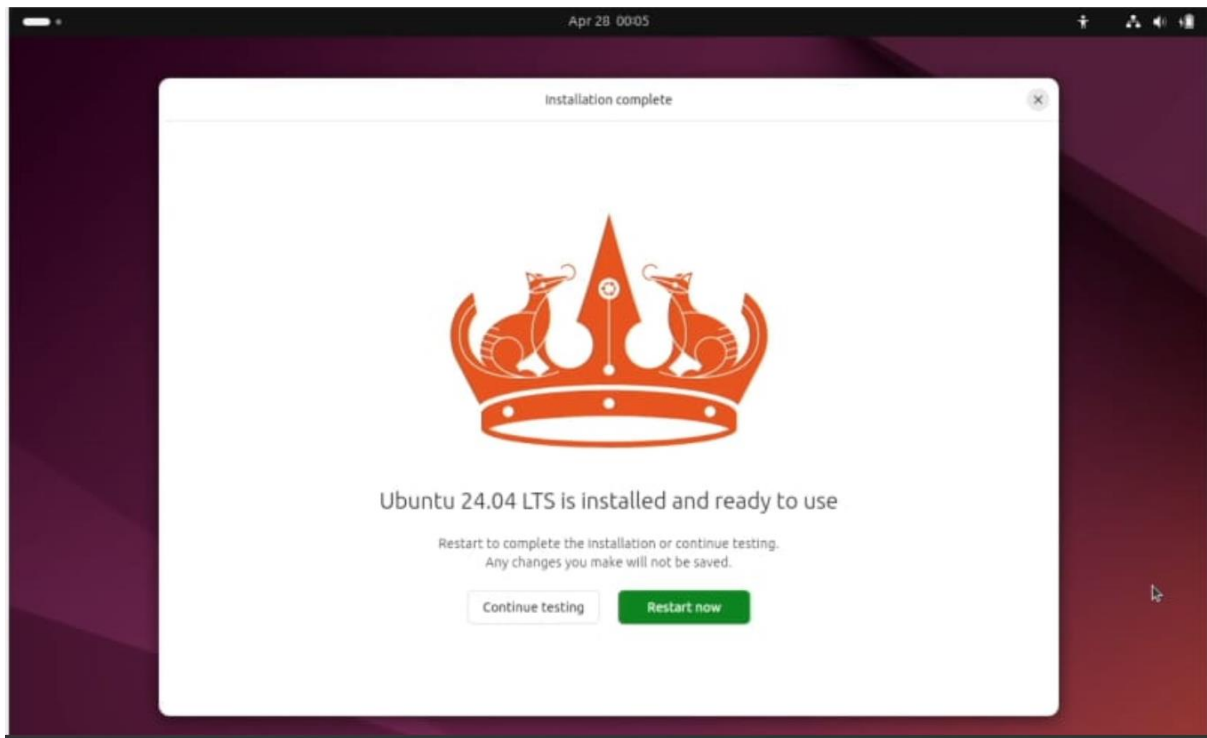 Apr 28 00:05
Installation complete
Ubuntu 24.04 LTS is installed and ready to use
Restart to complete the installation or continue testing.
Any changes you make will not be saved.
Continue testing
Restart now